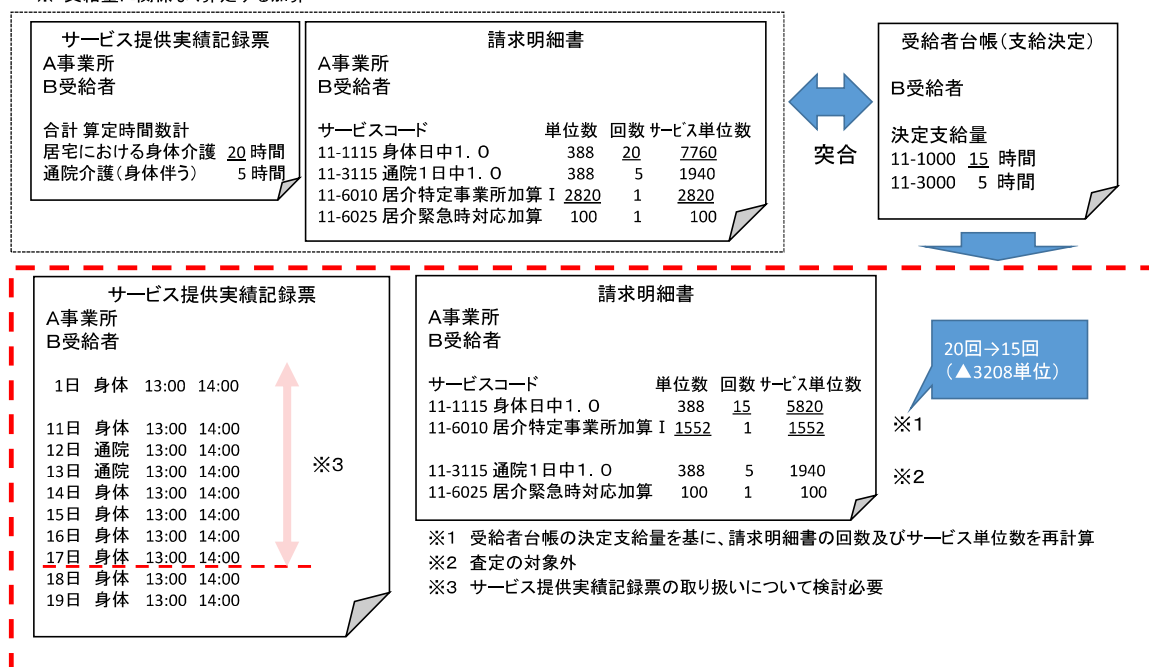 サービス提供実績記録票
A事業所
B受給者
合計 算定時間数計
居宅における身体介護 20 時間
通院介護(身体伴う) 5 時間
請求明細書
A事業所
B受給者
サービスコード 単位数 回数 サービス単位数
11-1115 身体日中1.0 388 20 7760
11-3115 通院1日中1.0 388 5 1940
11-6010 居介特定事業所加算Ⅰ 2820 1 2820
11-6025 居介緊急時対応加算 100 1 100
突合
受給者台帳(支給決定)
B受給者
決定支給量
11-1000 15 時間
11-3000 5 時間
サービス提供実績記録票
A事業所
B受給者
1日 身体 13:00 14:00
11日 身体 13:00 14:00
12日 通院 13:00 14:00
13日 通院 13:00 14:00
14日 身体 13:00 14:00
15日 身体 13:00 14:00
16日 身体 13:00 14:00
17日 身体 13:00 14:00
18日 身体 13:00 14:00
19日 身体 13:00 14:00
※3
請求明細書
A事業所
B受給者
サービスコード 単位数 回数 サービス単位数
11-1115 身体日中1.0 388 15 5820
11-6010 居介特定事業所加算Ⅰ 1552 1 1552
11-3115 通院1日中1.0 388 5 1940
11-6025 居介緊急時対応加算 100 1 100
20回→15回
(▲3208単位)
※1
※2
※1 受給者台帳の決定支給量を基に、請求明細書の回数及びサービス単位数を再計算
※2 査定の対象外
※3 サービス提供実績記録票の取り扱いについて検討必要